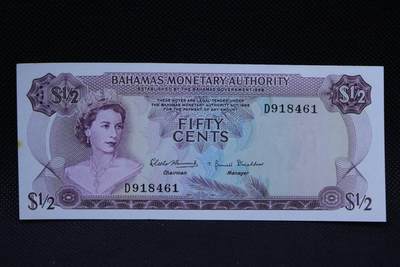 BAHAMAS MONETARY AUTHORITY
ESTABLISHED BY THE BAHAMAS GOVERNMENT 1968
$½ $½
THESE NOTES ARE LEGAL TENDER UNDER
THE BAHAMAS MONETARY AUTHORITY ACT 1968
FOR THE PAYMENT OF ANY AMOUNT
D918461
FIFTY
CENTS
Chairman Manager
D918461
$½ $½